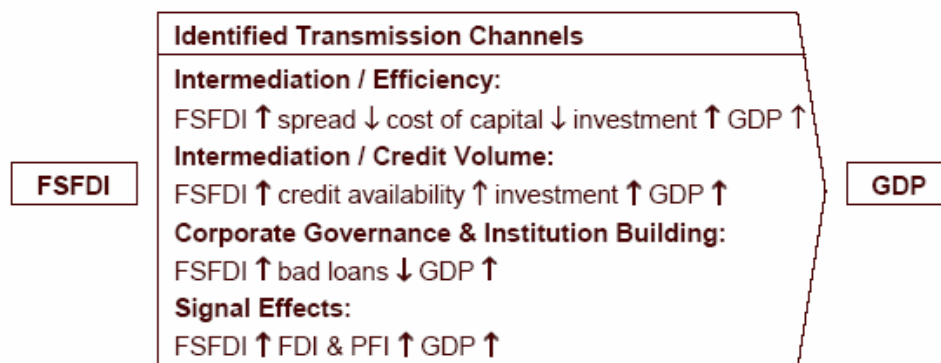 Identified Transmission Channels
Intermediation / Efficiency:
FSFDI ↑ spread ↓ cost of capital ↓ investment ↑ GDP ↑
Intermediation / Credit Volume:
FSFDI
FSFDI ↑ credit availability ↑ investment ↑ GDP ↑
GDP
Corporate Governance & Institution Building:
FSFDI ↑ bad loans ↓ GDP ↑
Signal Effects:
FSFDI ↑ FDI & PFI ↑ GDP ↑